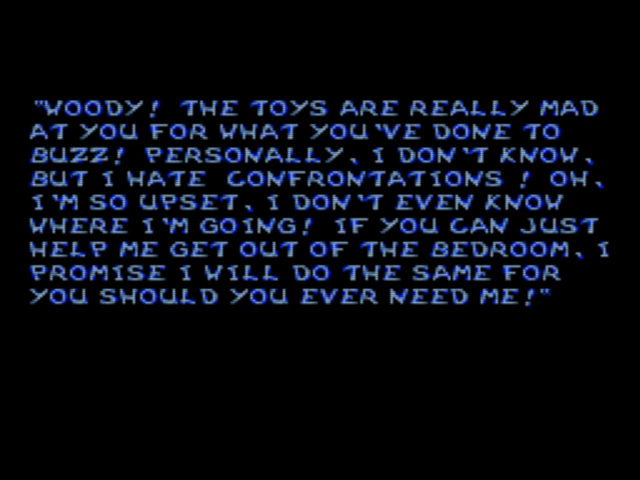 "WOODY! THE TOYS ARE REALLY MAD
AT YOU FOR WHAT YOU'VE DONE TO
BUZZ! PERSONALLY, I DON'T KNOW,
BUT I HATE CONFRONTATIONS! OH,
I'M SO UPSET, I DON'T EVEN KNOW
WHERE I'M GOING! IF YOU CAN JUST
HELP ME GET OUT OF THE BEDROOM, I
PROMISE I WILL DO THE SAME FOR
YOU SHOULD YOU EVER NEED ME!"